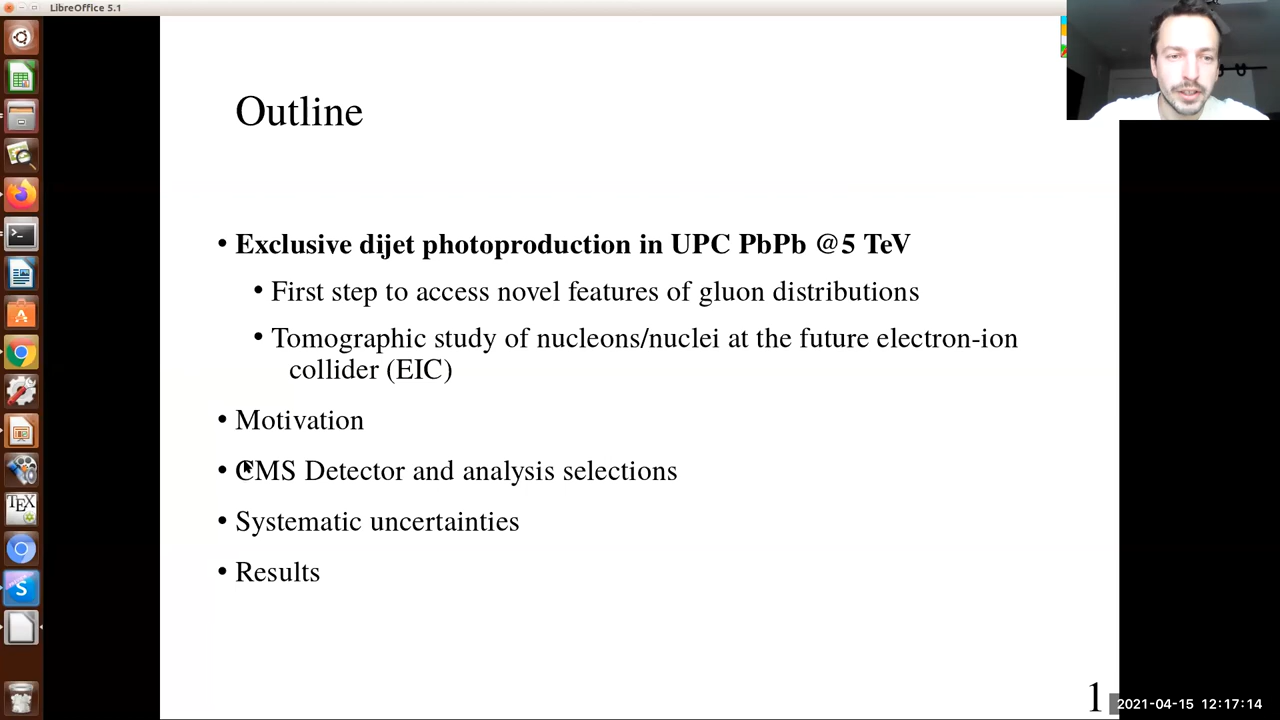 LibreOffice 5.1
Outline
• Exclusive dijet photoproduction in UPC PbPb @5 TeV
• First step to access novel features of gluon distributions
• Tomographic study of nucleons/nuclei at the future electron-ion
collider (EIC)
• Motivation
• CMS Detector and analysis selections
• Systematic uncertainties
• Results
TEX
S
1
2021-04-15 12:17:14